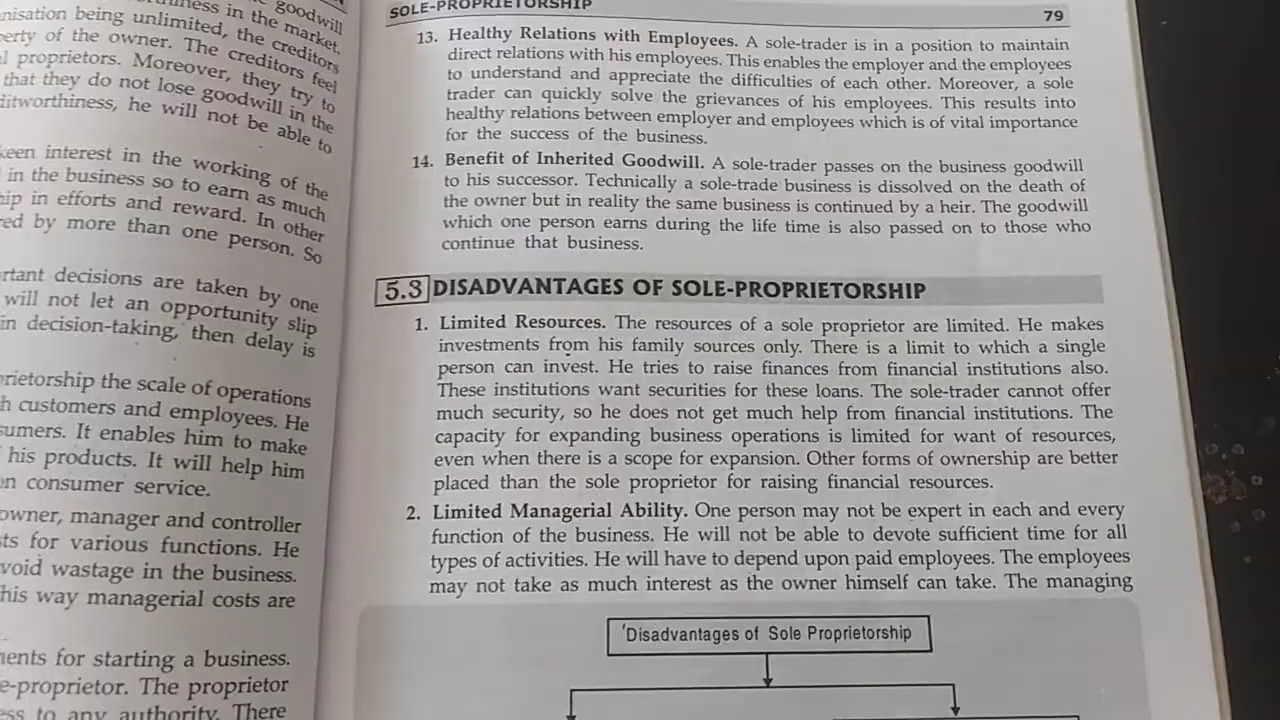 goodwill
in the market.
nisation being unlimited, the creditors
perty of the owner. The creditors feel
l proprietors. Moreover, they try to
that they do not lose goodwill in the
ditworthiness, he will not be able to
keen interest in the working of the
in the business so to earn as much
hip in efforts and reward. In other
red by more than one person. So
rtant decisions are taken by one
will not let an opportunity slip
in decision-taking, then delay is
prietorship the scale of operations
h customers and employees. He
sumers. It enables him to make
his products. It will help him
on consumer service.
owner, manager and controller
sts for various functions. He
void wastage in the business.
his way managerial costs are
ments for starting a business.
e-proprietor. The proprietor
ess to any authority. There
SOLE-PROPRIETORSHIP 79
13. Healthy Relations with Employees. A sole-trader is in a position to maintain
direct relations with his employees. This enables the employer and the employees
to understand and appreciate the difficulties of each other. Moreover, a sole
trader can quickly solve the grievances of his employees. This results into
healthy relations between employer and employees which is of vital importance
for the success of the business.
14. Benefit of Inherited Goodwill. A sole-trader passes on the business goodwill
to his successor. Technically a sole-trade business is dissolved on the death of
the owner but in reality the same business is continued by a heir. The goodwill
which one person earns during the life time is also passed on to those who
continue that business.
5.3 DISADVANTAGES OF SOLE-PROPRIETORSHIP
1. Limited Resources. The resources of a sole proprietor are limited. He makes
investments from his family sources only. There is a limit to which a single
person can invest. He tries to raise finances from financial institutions also.
These institutions want securities for these loans. The sole-trader cannot offer
much security, so he does not get much help from financial institutions. The
capacity for expanding business operations is limited for want of resources,
even when there is a scope for expansion. Other forms of ownership are better
placed than the sole proprietor for raising financial resources.
2. Limited Managerial Ability. One person may not be expert in each and every
function of the business. He will not be able to devote sufficient time for all
types of activities. He will have to depend upon paid employees. The employees
may not take as much interest as the owner himself can take. The managing
Disadvantages of Sole Proprietorship